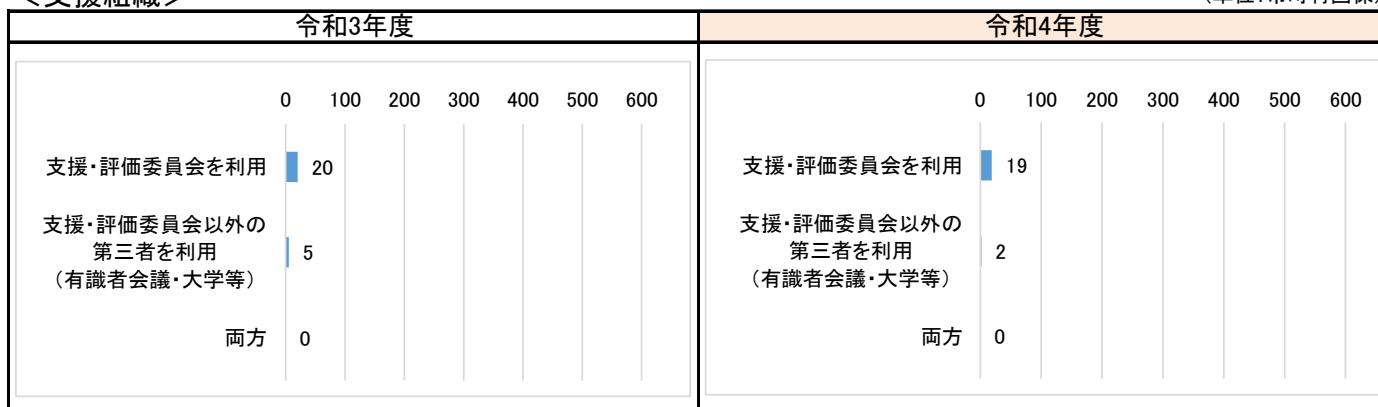 ＜支援組織＞
令和3年度
令和4年度
0 100 200 300 400 500 600
支援・評価委員会を利用 20
支援・評価委員会以外の
第三者を利用 5
（有識者会議・大学等）
両方 0
0 100 200 300 400 500 600
支援・評価委員会を利用 19
支援・評価委員会以外の
第三者を利用 2
（有識者会議・大学等）
両方 0